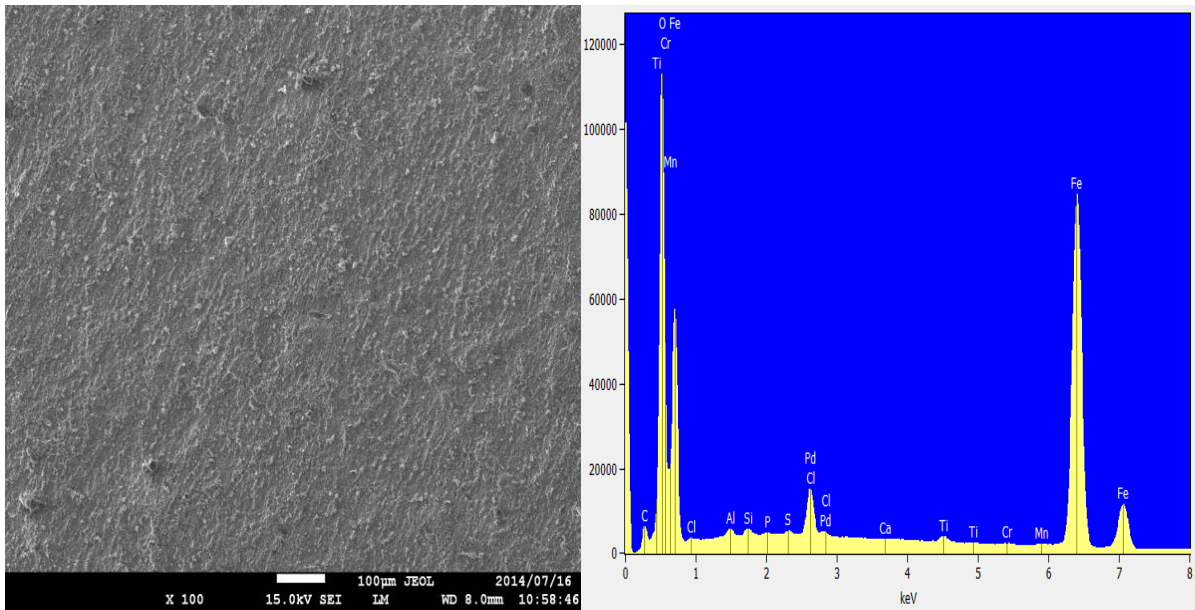 100µm JEOL 2014/07/16
X 100 15.0kV SEI LM WD 8.0mm 10:58:46
O Fe
Cr
Ti
Mn
Fe
Pd
Cl
Cl
C Cl Al Si P S Pd Ca Ti Ti Cr Mn Fe
120000
100000
80000
60000
40000
20000
0
0 1 2 3 4 5 6 7 8
keV